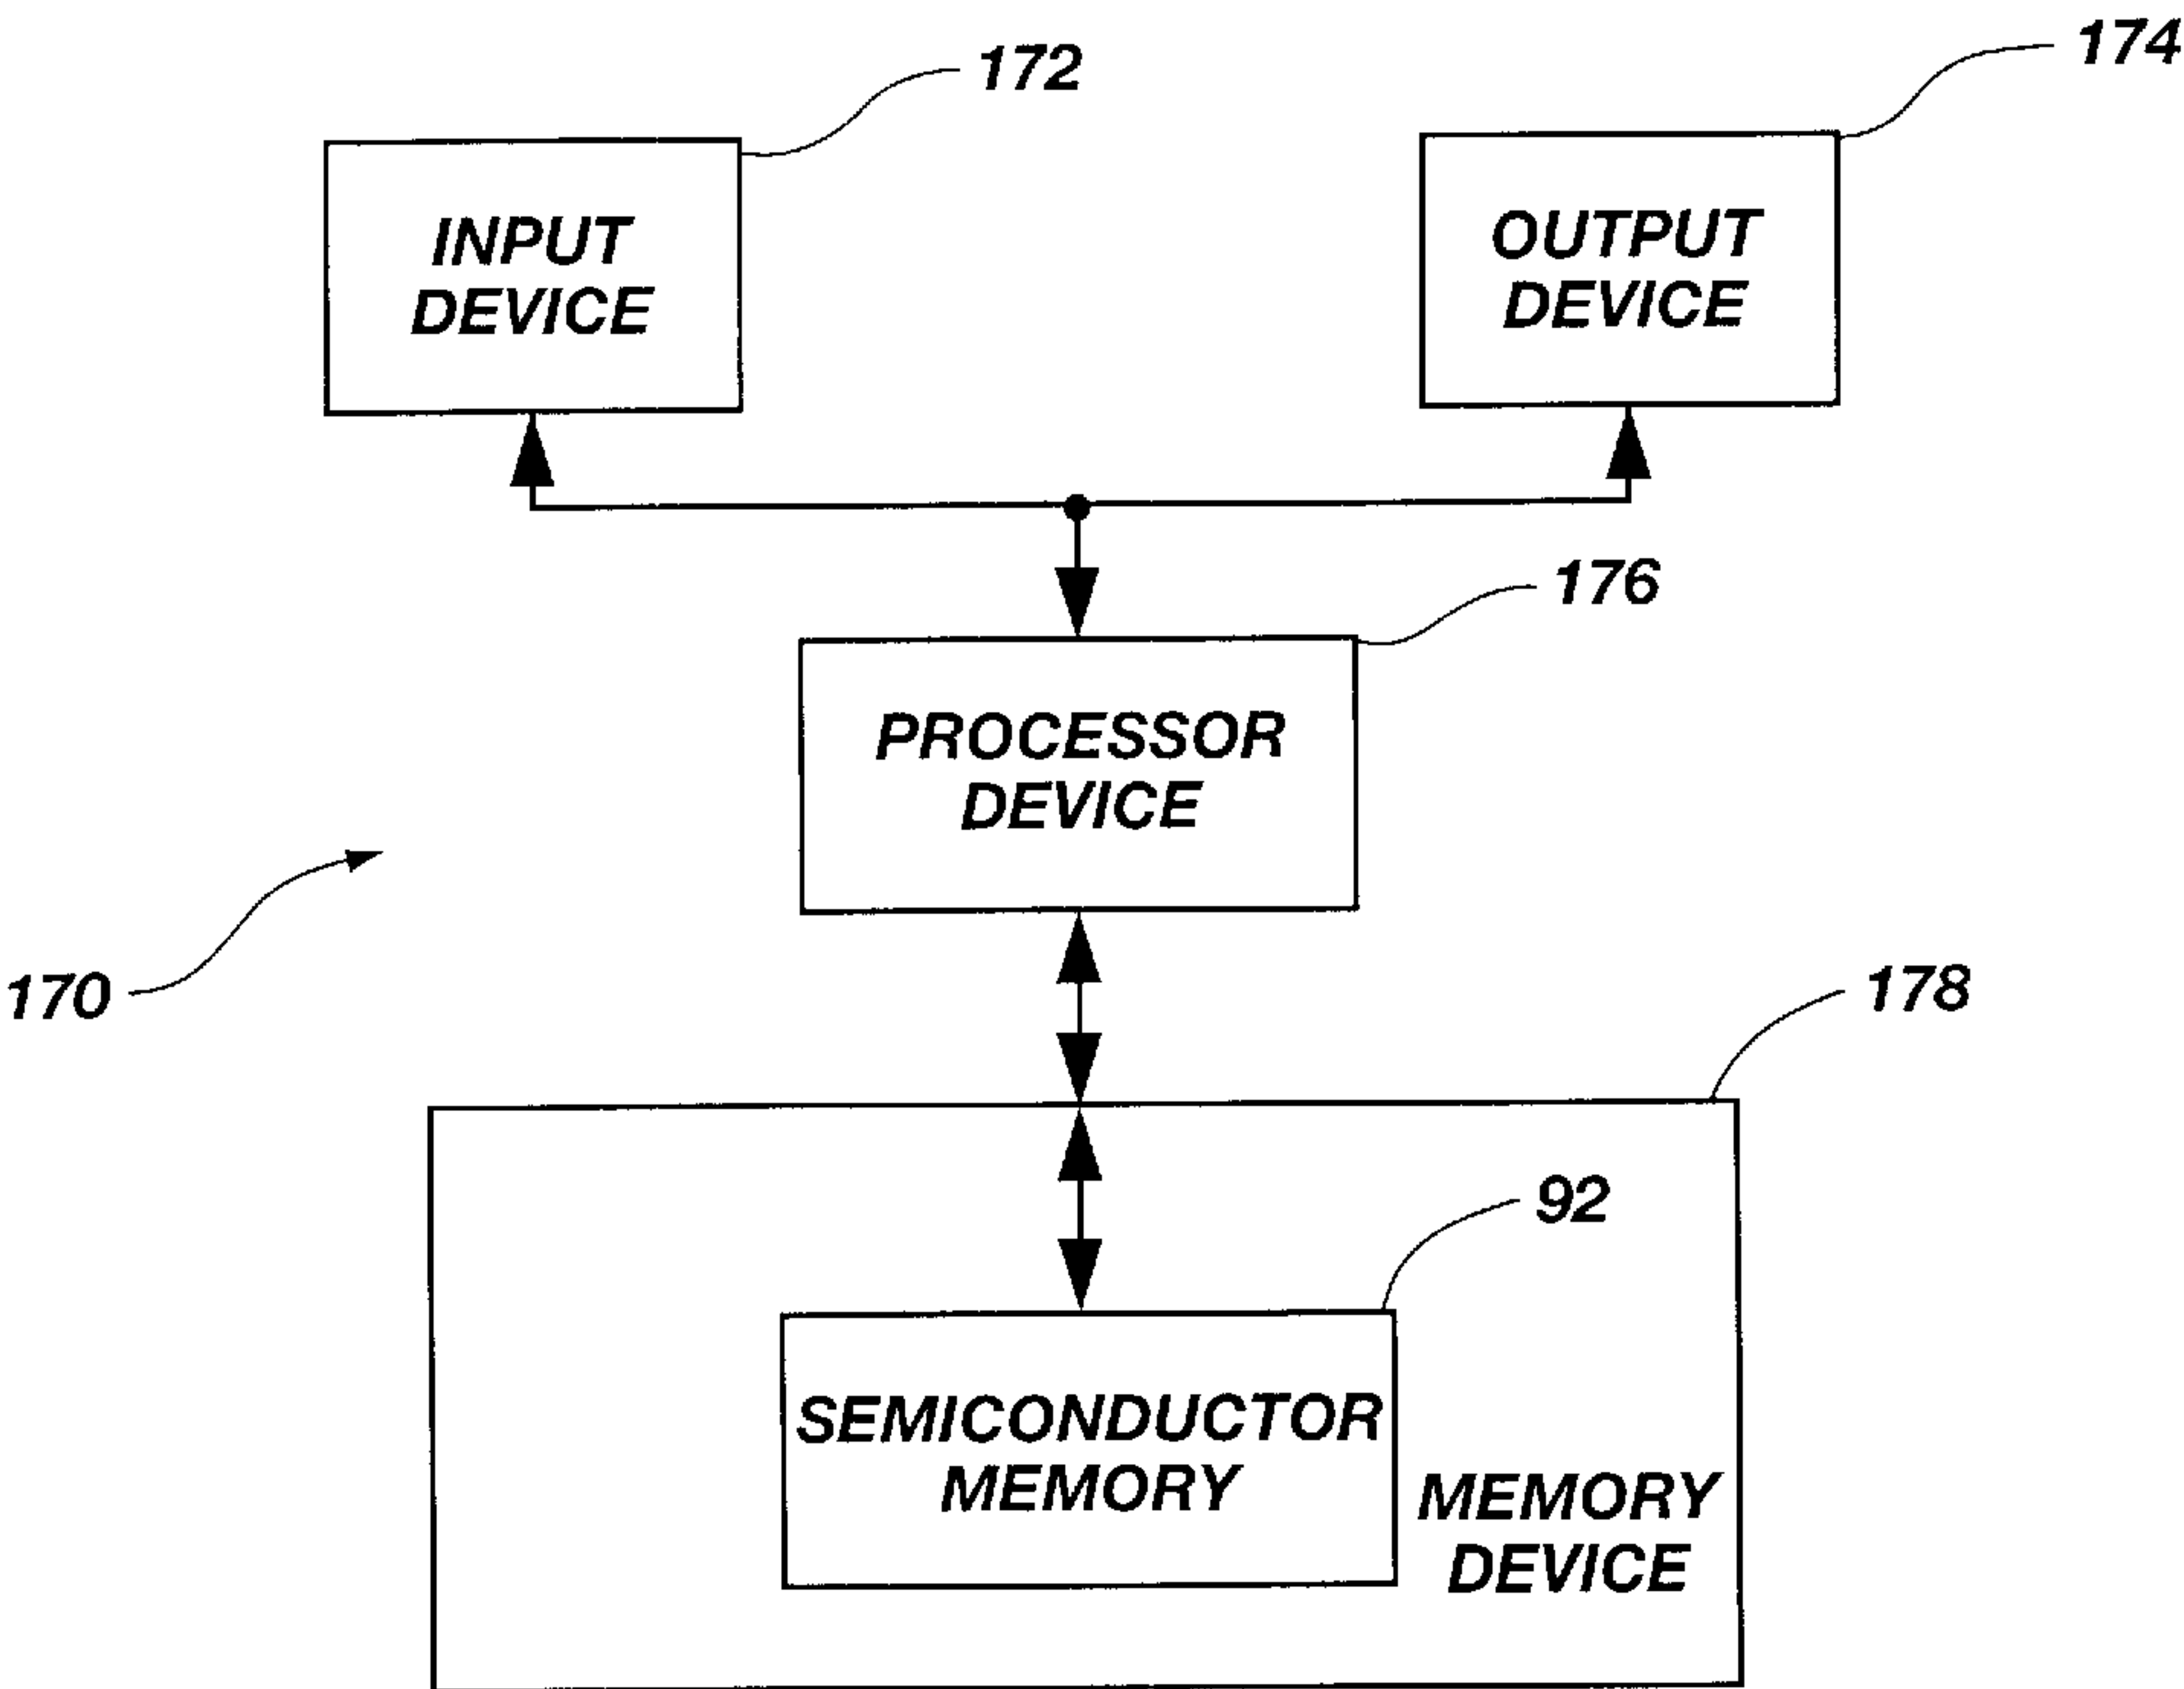 172
174
INPUT
DEVICE
OUTPUT
DEVICE
176
PROCESSOR
DEVICE
170
178
92
SEMICONDUCTOR
MEMORY
MEMORY
DEVICE